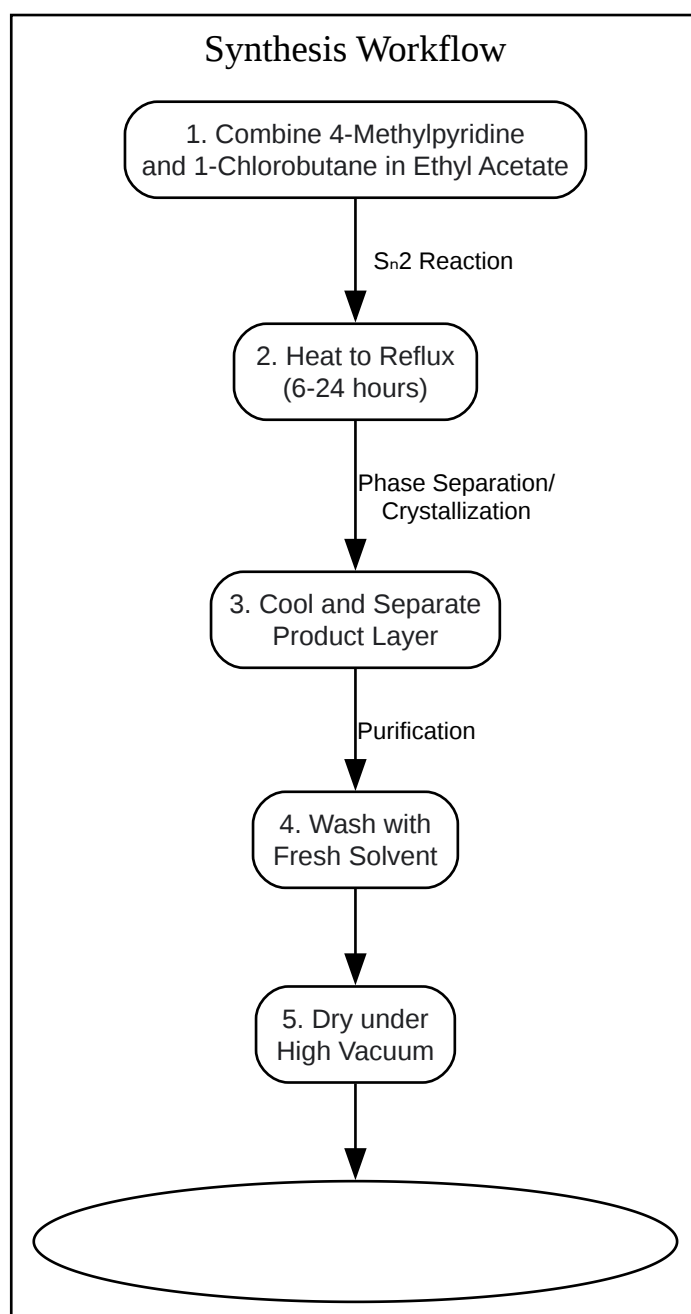 Synthesis Workflow
1. Combine 4-Methylpyridine
and 1-Chlorobutane in Ethyl Acetate
Sₙ2 Reaction
2. Heat to Reflux
(6-24 hours)
Phase Separation/
Crystallization
3. Cool and Separate
Product Layer
Purification
4. Wash with
Fresh Solvent
5. Dry under
High Vacuum